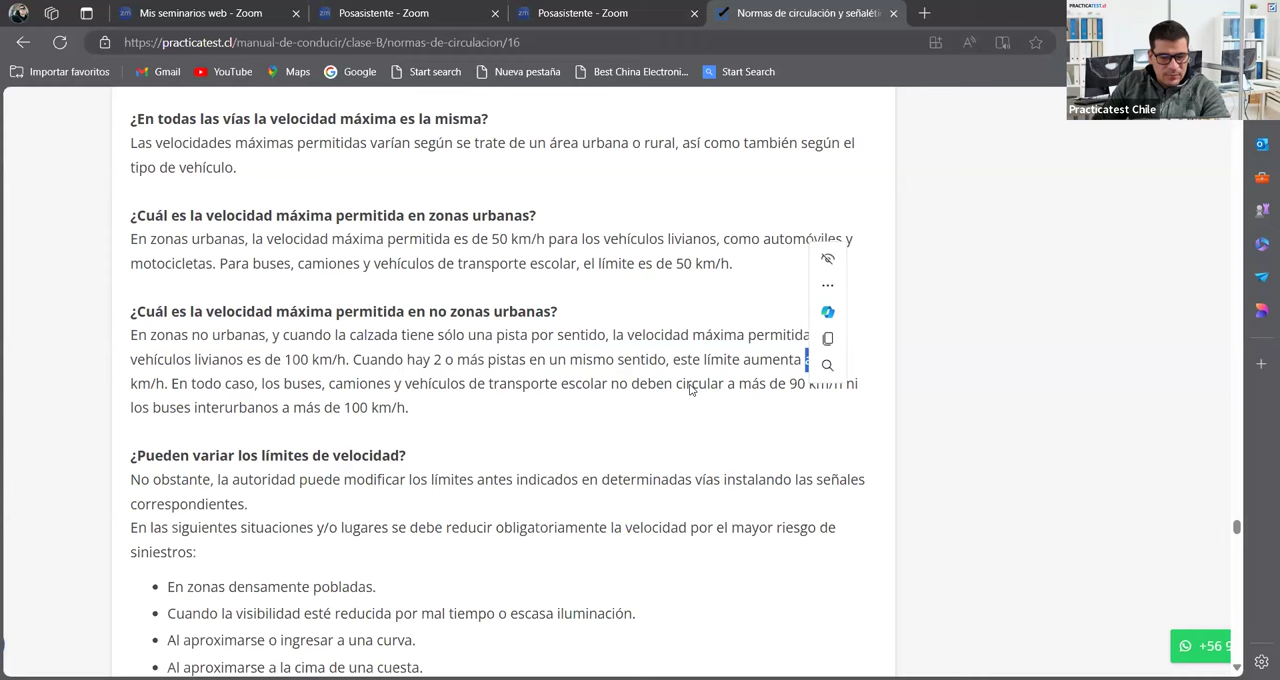 Mis seminarios web - Zoom
Posasistente - Zoom
Posasistente - Zoom
Normas de circulación y señaléti
https://practicatest.cl/manual-de-conducir/clase-B/normas-de-circulacion/16
Importar favoritos
Gmail
YouTube
Maps
Google
Start search
Nueva pestaña
Best China Electroni...
Start Search
PRACTICATEST.cl
Practicatest Chile
¿En todas las vías la velocidad máxima es la misma?
Las velocidades máximas permitidas varían según se trate de un área urbana o rural, así como también según el
tipo de vehículo.
¿Cuál es la velocidad máxima permitida en zonas urbanas?
En zonas urbanas, la velocidad máxima permitida es de 50 km/h para los vehículos livianos, como automóviles y
motocicletas. Para buses, camiones y vehículos de transporte escolar, el límite es de 50 km/h.
¿Cuál es la velocidad máxima permitida en no zonas urbanas?
En zonas no urbanas, y cuando la calzada tiene sólo una pista por sentido, la velocidad máxima permitida
vehículos livianos es de 100 km/h. Cuando hay 2 o más pistas en un mismo sentido, este límite aumenta
km/h. En todo caso, los buses, camiones y vehículos de transporte escolar no deben circular a más de 90 km/h ni
los buses interurbanos a más de 100 km/h.
¿Pueden variar los límites de velocidad?
No obstante, la autoridad puede modificar los límites antes indicados en determinadas vías instalando las señales
correspondientes.
En las siguientes situaciones y/o lugares se debe reducir obligatoriamente la velocidad por el mayor riesgo de
siniestros:
• En zonas densamente pobladas.
• Cuando la visibilidad esté reducida por mal tiempo o escasa iluminación.
• Al aproximarse o ingresar a una curva.
• Al aproximarse a la cima de una cuesta.
+56 9